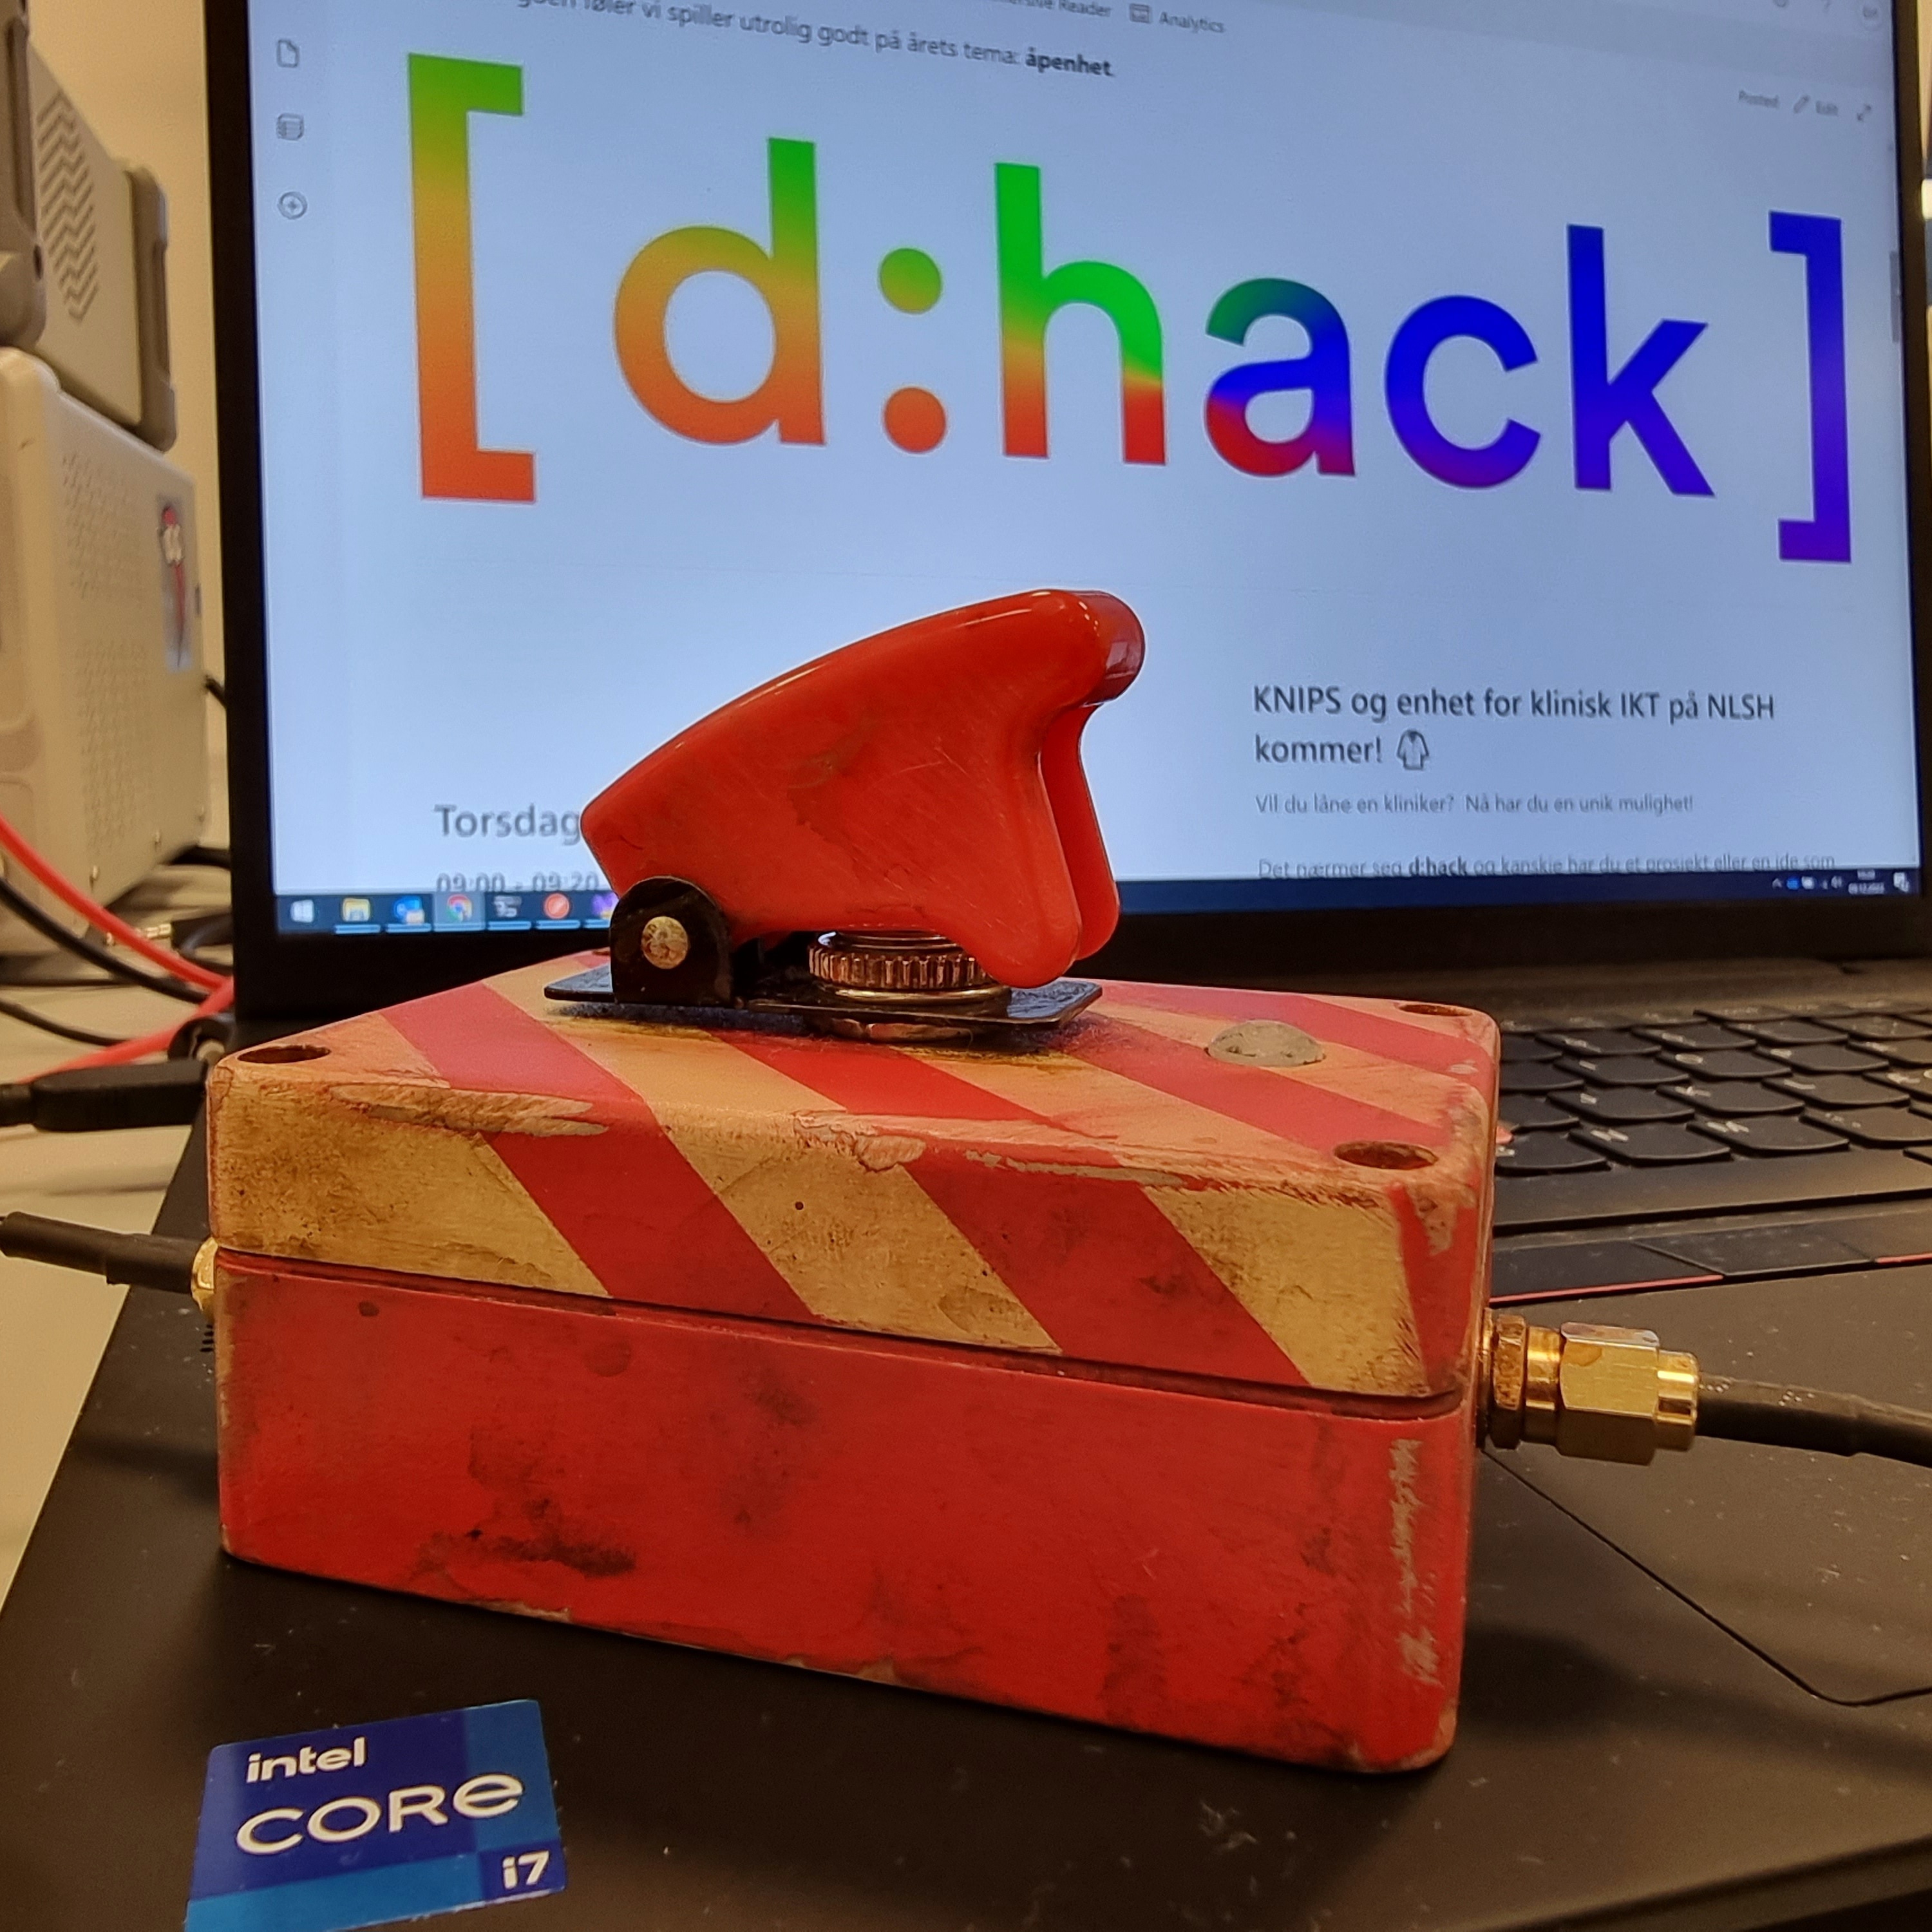 føler vi spiller utrolig godt på årets tema: åpenhet
Reader Analytics
Posted Edit
[d:hack]
KNIPS og enhet for klinisk IKT på NLSH
kommer!
Vil du låne en kliniker? Nå har du en unik mulighet!
Det nærmer seg d:hack og kanskje har du et prosjekt eller en ide som
Torsdag
09:00 - 09:20
intel
CORE
i7